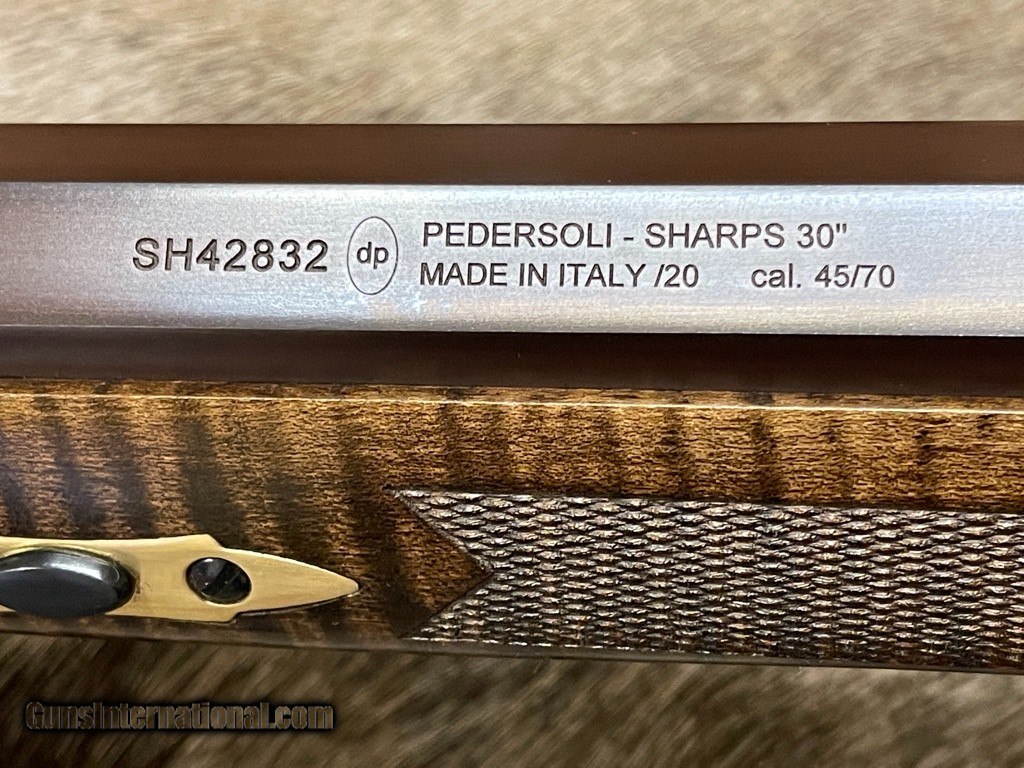 SH42832 dp PEDERSOLI - SHARPS 30"
MADE IN ITALY /20 cal. 45/70
GunsInternational.com